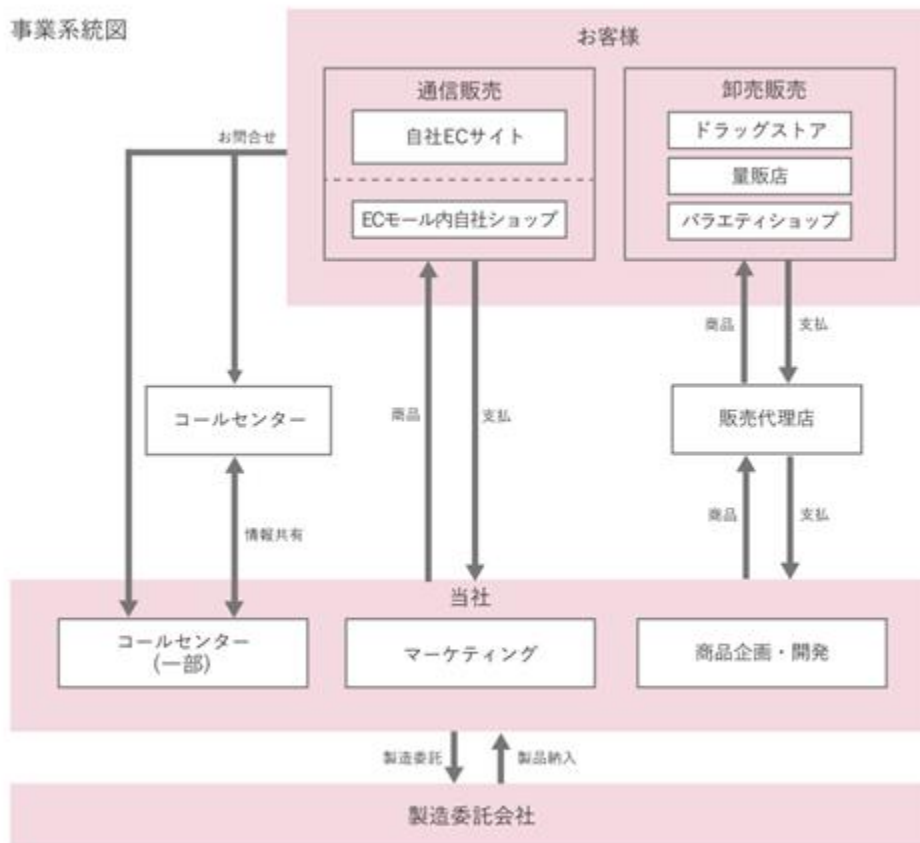 事業系統図
お客様
通信販売
自社ECサイト
ECモール内自社ショップ
卸売販売
ドラッグストア
量販店
バラエティショップ
お問合せ
商品
支払
コールセンター
商品
支払
販売代理店
情報共有
商品
支払
当社
コールセンター
(一部)
マーケティング
商品企画・開発
製造委託
製品納入
製造委託会社